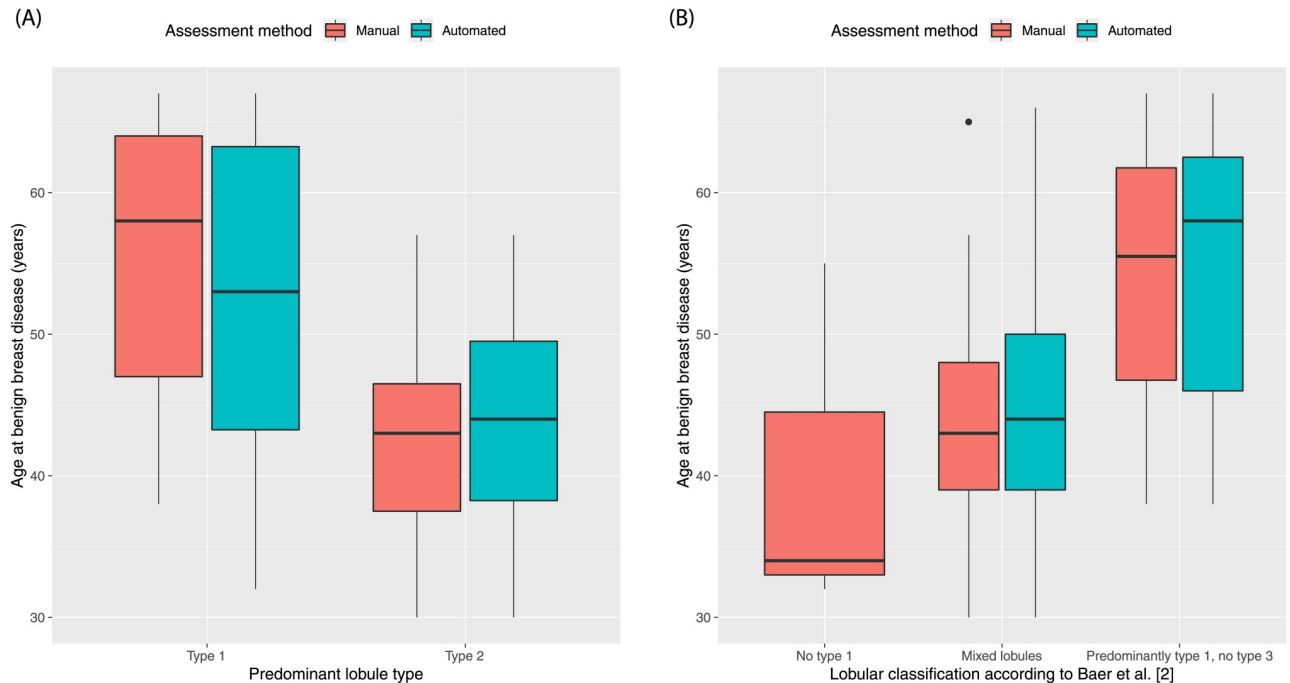 (A)
Assessment method Manual Automated
Age at benign breast disease (years)
60
50
40
30
Type 1 Type 2
Predominant lobule type
(B)
Assessment method Manual Automated
Age at benign breast disease (years)
60
50
40
30
No type 1 Mixed lobules Predominantly type 1, no type 3
Lobular classification according to Baer et al. [2]